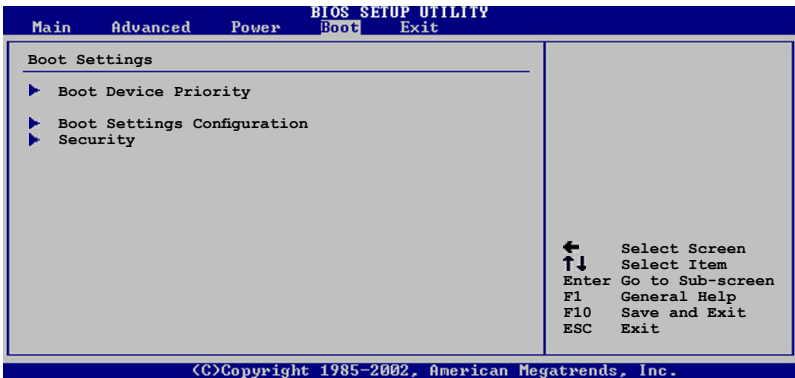 BIOS SETUP UTILITY
Main Advanced Power Boot Exit
Boot Settings
Boot Device Priority
Boot Settings Configuration
Security
← Select Screen
↑↓ Select Item
Enter Go to Sub-screen
F1 General Help
F10 Save and Exit
ESC Exit
(C)Copyright 1985-2002, American Megatrends, Inc.